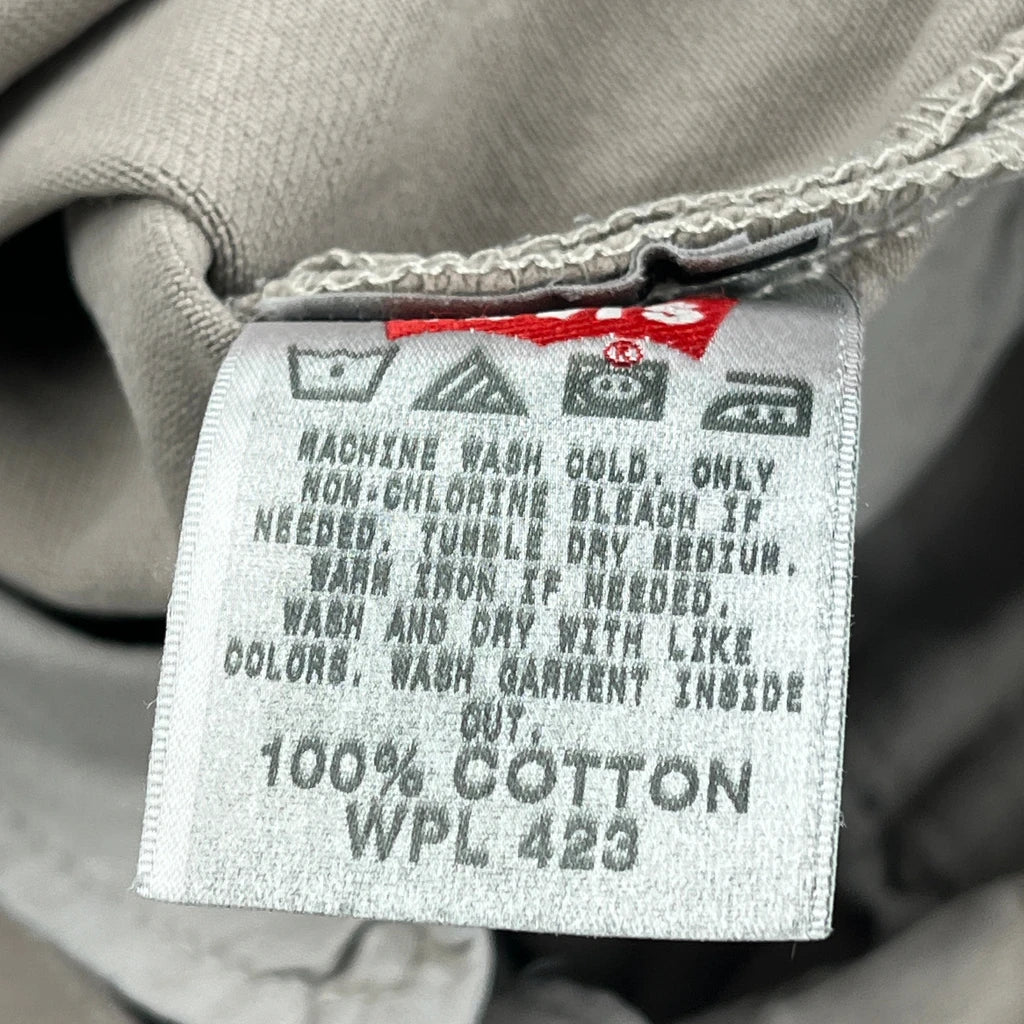 MACHINE WASH COLD. ONLY
NON-CHLORINE BLEACH IF
NEEDED. TUMBLE DRY MEDIUM.
WARM IRON IF NEEDED.
WASH AND DRY WITH LIKE
COLORS. WASH GARMENT INSIDE
OUT.
100% COTTON
WPL 423